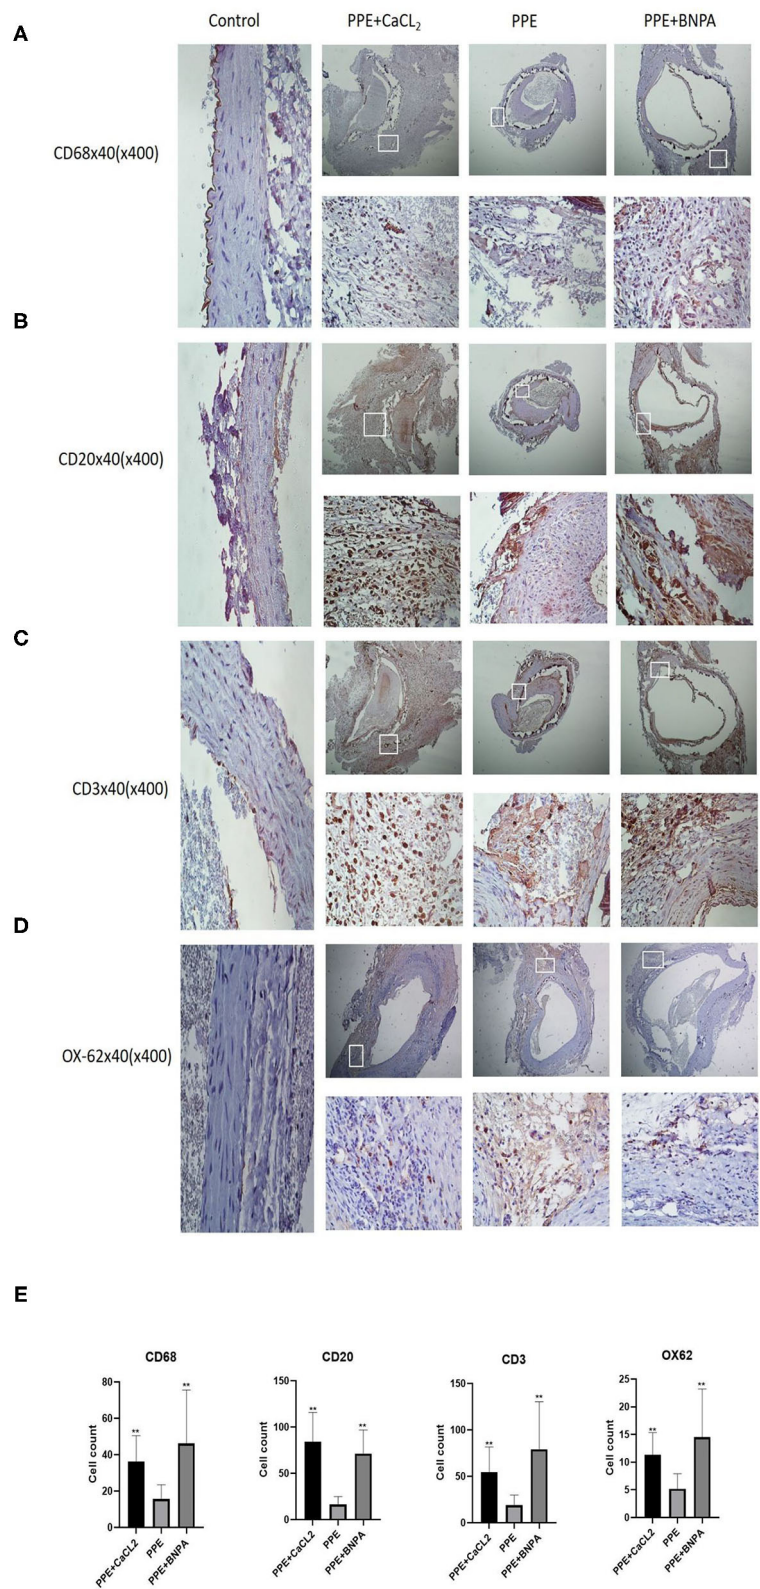 Control PPE+CaCL2 PPE PPE+BNPA
A
CD68x40(x400)
B
CD20x40(x400)
C
CD3x40(x400)
D
OX-62x40(x400)
E
CD68
Cell count
80
60
40
20
0
**
**
PPE+CaCL2
PPE
PPE+BNPA
CD20
Cell count
150
100
50
0
**
**
PPE+CaCL2
PPE
PPE+BNPA
CD3
Cell count
150
100
50
0
**
**
PPE+CaCL2
PPE
PPE+BNPA
OX62
Cell count
25
20
15
10
5
0
**
**
PPE+CaCL2
PPE
PPE+BNPA